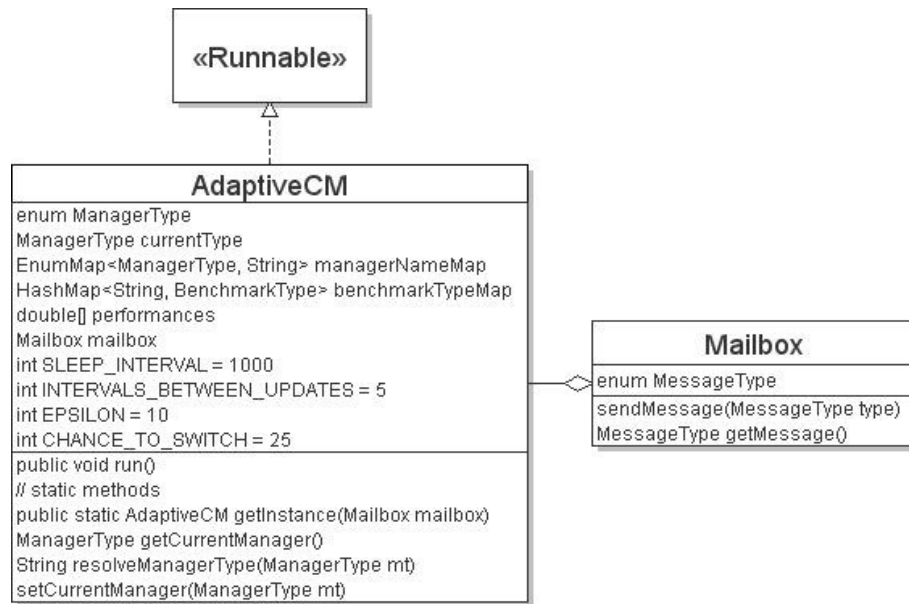 «Runnable»
AdaptiveCM
enum ManagerType
ManagerType currentType
EnumMap<ManagerType, String> managerNameMap
HashMap<String, BenchmarkType> benchmarkTypeMap
double[] performances
Mailbox mailbox
int SLEEP_INTERVAL = 1000
int INTERVALS_BETWEEN_UPDATES = 5
int EPSILON = 10
int CHANCE_TO_SWITCH = 25
public void run()
// static methods
public static AdaptiveCM getInstance(Mailbox mailbox)
ManagerType getCurrentManager()
String resolveManagerType(ManagerType mt)
setCurrentManager(ManagerType mt)
Mailbox
enum MessageType
sendMessage(MessageType type)
MessageType getMessage()